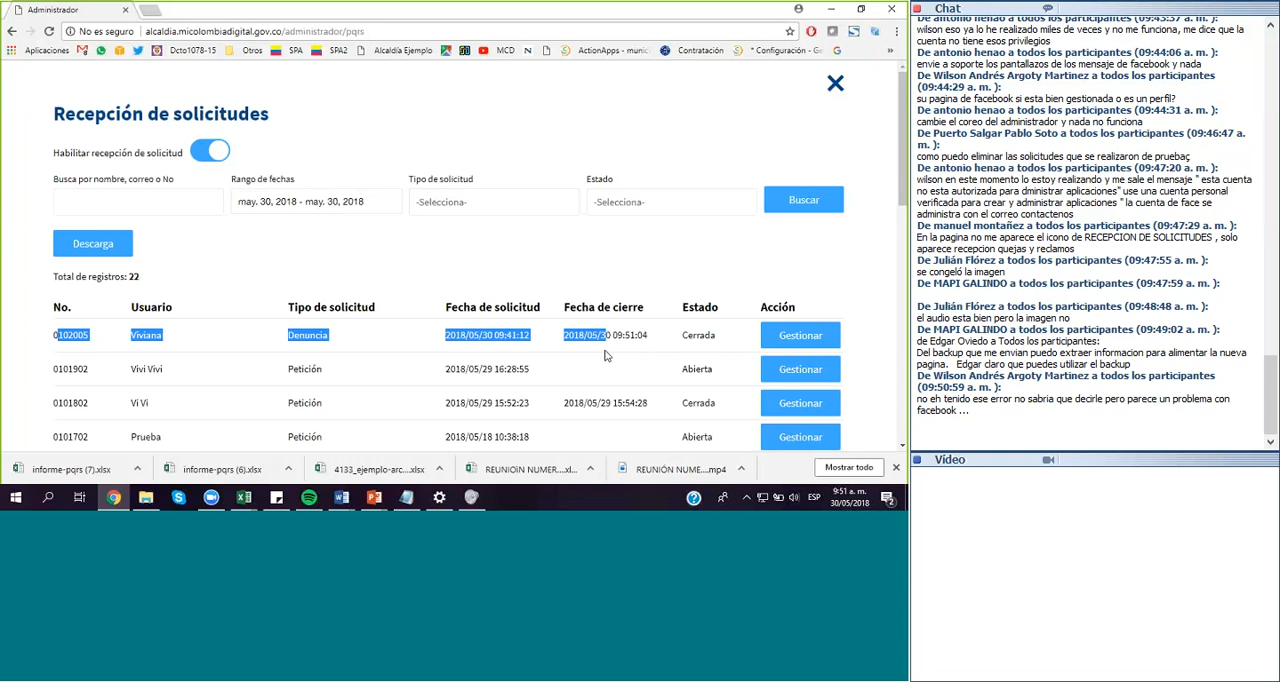 Administrador
No es seguro | alcaldia.micolombiadigital.gov.co/administrador/pqrs
Aplicaciones Dcto1078-15 Otros SPA SPA2 Alcaldía Ejemplo MCD ActionApps - muni Contratación * Configuración - Ge »
Recepción de solicitudes
Habilitar recepción de solicitud
Busca por nombre, correo o No Rango de fechas Tipo de solicitud Estado
may. 30, 2018 - may. 30, 2018 -Selecciona- -Selecciona- Buscar
Descarga
Total de registros: 22
No. Usuario Tipo de solicitud Fecha de solicitud Fecha de cierre Estado Acción
0102005 Viviana Denuncia 2018/05/30 09:41:12 2018/05/30 09:51:04 Cerrada Gestionar
0101902 Vivi Vivi Petición 2018/05/29 16:28:55 Abierta Gestionar
0101802 Vi Vi Petición 2018/05/29 15:52:23 2018/05/29 15:54:28 Cerrada Gestionar
0101702 Prueba Petición 2018/05/18 10:38:18 Abierta Gestionar
informe-pqrs (7).xlsx informe-pqrs (6).xlsx 4133_ejemplo-arc....xlsx REUNIOIN NUMER....xl... REUNIÓN NUME....mp4 Mostrar todo
ESP 9:51 a. m.
30/05/2018
Chat
De antonio henao a todos los participantes (09:43:37 a. m. ):
wilson eso ya lo he realizado miles de veces y no me funciona, me dice que la
cuenta no tiene esos privilegios
De antonio henao a todos los participantes (09:44:06 a. m. ):
envie a soporte los pantallazos de los mensaje de facebook y nada
De Wilson Andrés Argoty Martinez a todos los participantes
(09:44:29 a. m. ):
su pagina de facebook si esta bien gestionada o es un perfil?
De antonio henao a todos los participantes (09:44:31 a. m. ):
cambie el coreo del administrador y nada no funciona
De Puerto Salgar Pablo Soto a todos los participantes (09:46:47 a.
m. ):
como puedo eliminar las solicitudes que se realizaron de pruebaç
De antonio henao a todos los participantes (09:47:20 a. m. ):
wilson en este momento lo estoy realizando y me sale el mensaje " esta cuenta
no esta autorizada para dministrar aplicaciones" use una cuenta personal
verificada para crear y administrar aplicaciones " la cuenta de face se
administra con el correo contactenos
De manuel montañez a todos los participantes (09:47:29 a. m. ):
En la pagina no me aparece el icono de RECEPCION DE SOLICITUDES , solo
aparece recepcion quejas y reclamos
De Julián Flórez a todos los participantes (09:47:55 a. m. ):
se congeló la imagen
De MAPI GALINDO a todos los participantes (09:47:59 a. m. ):
De Julián Flórez a todos los participantes (09:48:48 a. m. ):
el audio esta bien pero la imagen no
De MAPI GALINDO a todos los participantes (09:49:02 a. m. ):
de Edgar Oviedo a Todos los participantes:
Del backup que me envian puedo extraer informacion para alimentar la nueva
pagina. Edgar claro que puedes utilizar el backup
De Wilson Andrés Argoty Martinez a todos los participantes
(09:50:59 a. m. ):
no eh tenido ese error no sabria que decirle pero parece un problema con
facebook ...
Vídeo